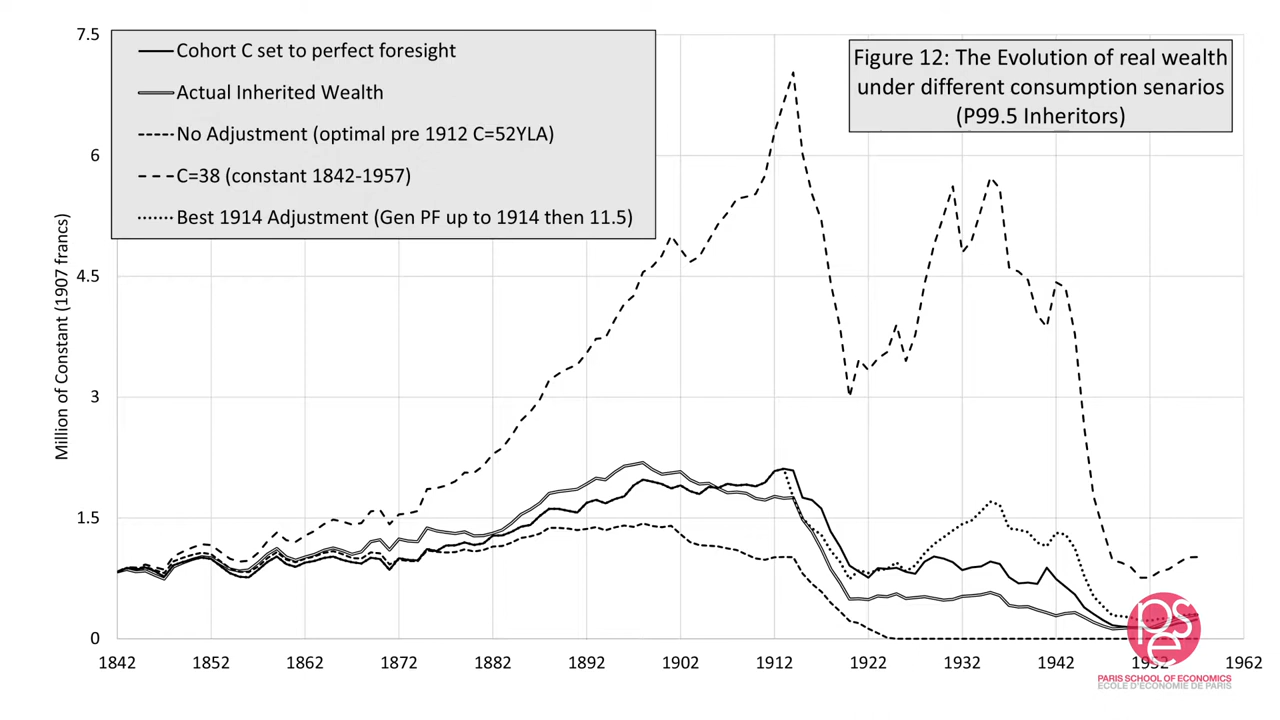 7.5
Cohort C set to perfect foresight
Actual Inherited Wealth
No Adjustment (optimal pre 1912 C=52YLA)
C=38 (constant 1842-1957)
Best 1914 Adjustment (Gen PF up to 1914 then 11.5)
Figure 12: The Evolution of real wealth
under different consumption senarios
(P99.5 Inheritors)
6
4.5
3
1.5
0
Million of Constant (1907 francs)
1842 1852 1862 1872 1882 1892 1902 1912 1922 1932 1942 1952 1962
pse
PARIS SCHOOL OF ECONOMICS
ECOLE D'ECONOMIE DE PARIS